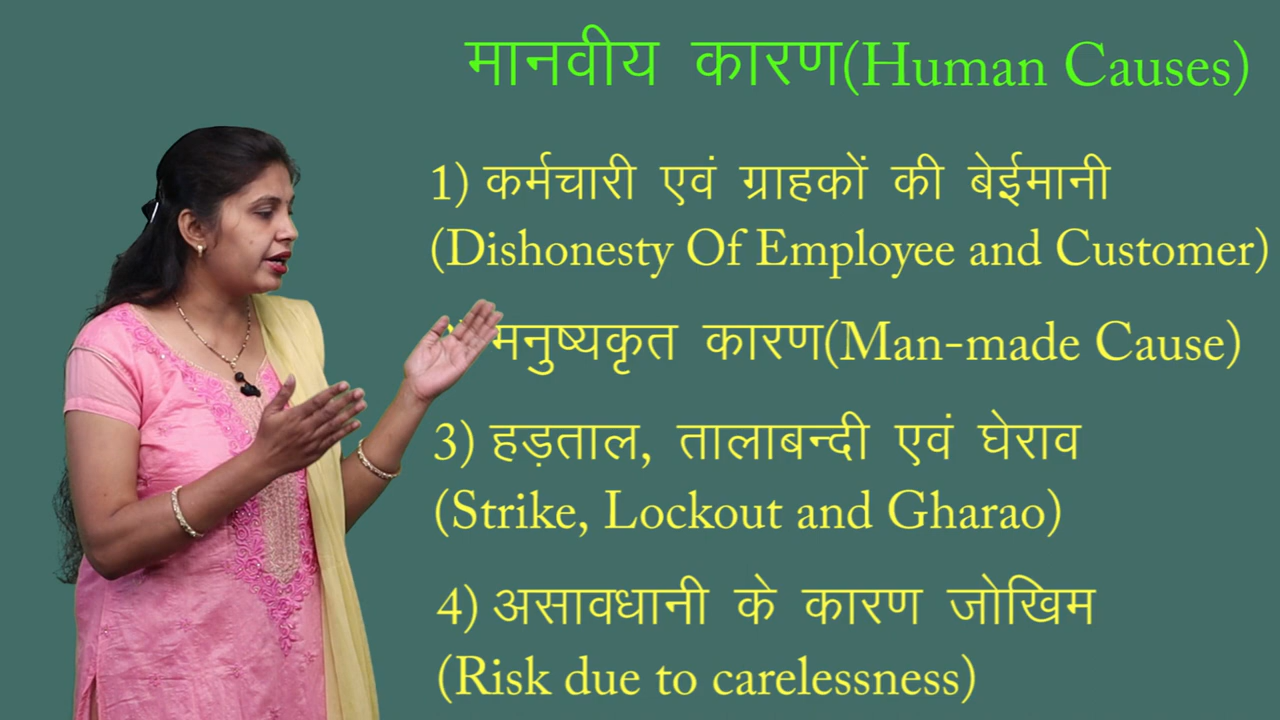 मानवीय कारण(Human Causes)
1) कर्मचारी एवं ग्राहकों की बेईमानी
(Dishonesty Of Employee and Customer)
मनुष्यकृत कारण(Man-made Cause)
3) हड़ताल, तालाबन्दी एवं घेराव
(Strike, Lockout and Gharao)
4) असावधानी के कारण जोखिम
(Risk due to carelessness)